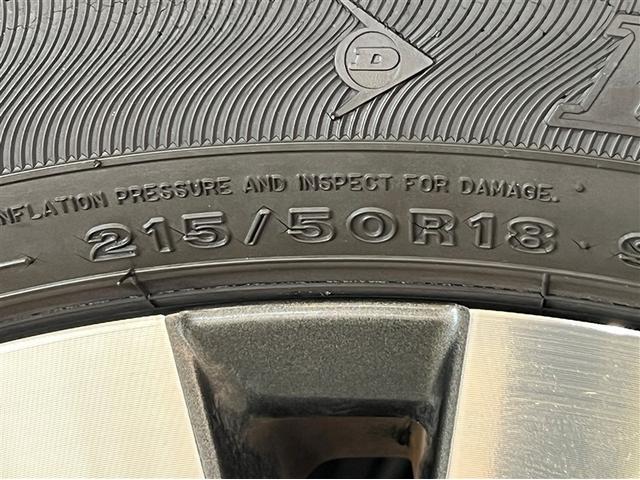 D
NFLATION PRESSURE AND INSPECT FOR DAMAGE.
215/50R18